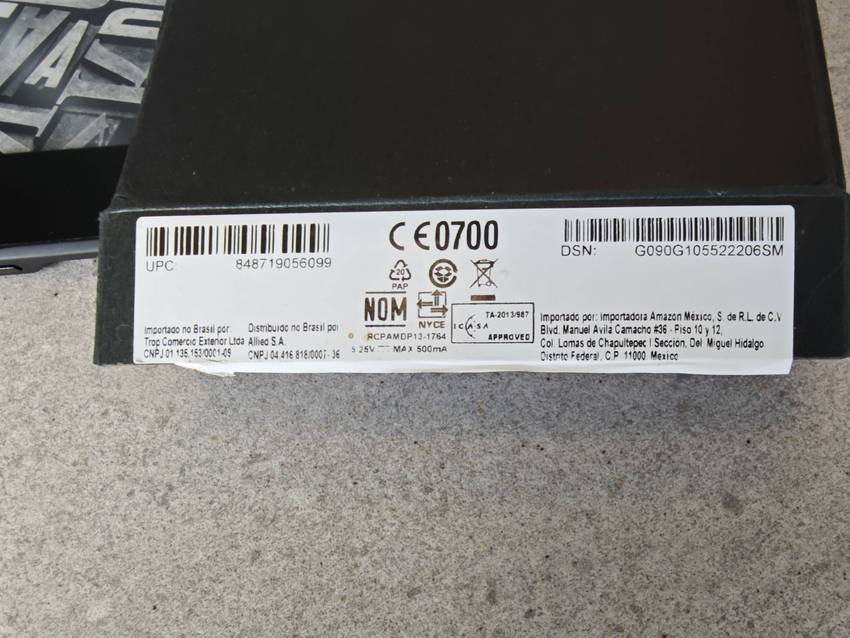 UPC: 848719056099
CE0700
DSN: G090G105522206SM
20
PAP
NOM
NYCE
TA-2013/987
ICASA
APPROVED
RCPAMDP13-1764
5.25V MAX 500mA
Importado no Brasil por:
Trop Comercio Exterior Ltda
CNPJ 01.135.153/0001-09
Distribuido no Brasil por
Allied S.A.
CNPJ 04.416.818/0007-36
Importado por: Importadora Amazon México, S. de R.L. de C.V
Blvd. Manuel Avila Camacho #36 - Piso 10 y 12,
Col. Lomas de Chapultepec I Sección, Del. Miguel Hidalgo.
Distrito Federal, C.P. 11000, Mexico